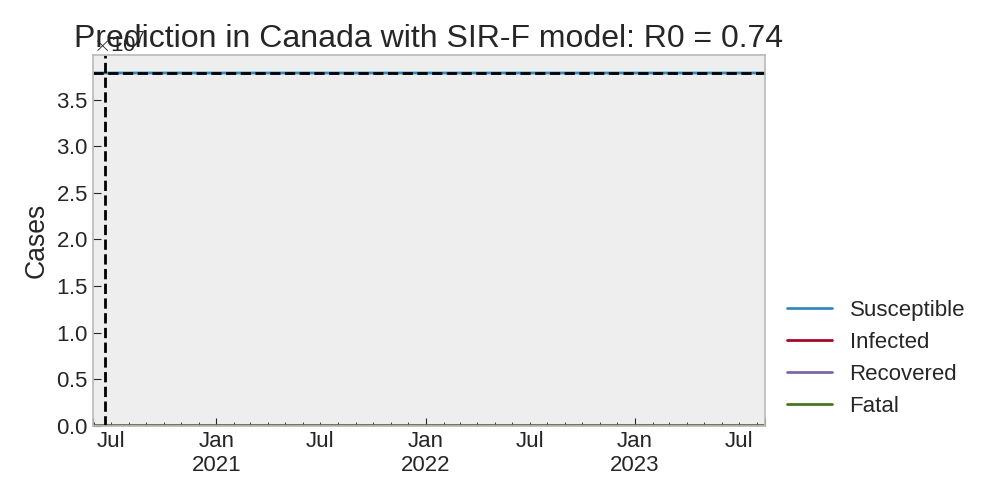 Prediction in Canada with SIR-F model: R0 = 0.74
×10⁷
3.5
3.0
2.5
2.0
1.5
1.0
0.5
0.0
Cases
Jul Jan Jul Jan Jul Jan Jul
2021 2022 2023
Susceptible
Infected
Recovered
Fatal